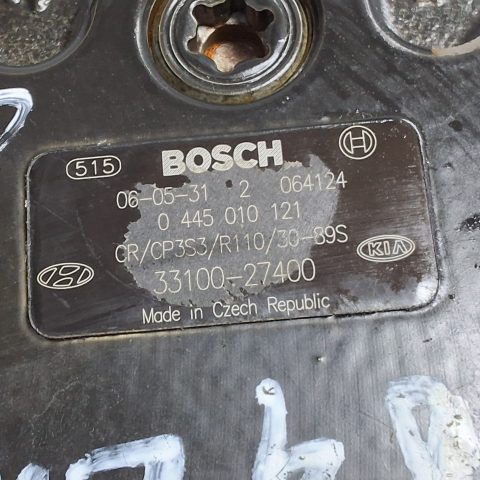 515 BOSCH
06-05-31 2 064124
0 445 010 121
CR/CP3S3/R110/30-89S
KIA
33100-27400
Made in Czech Republic